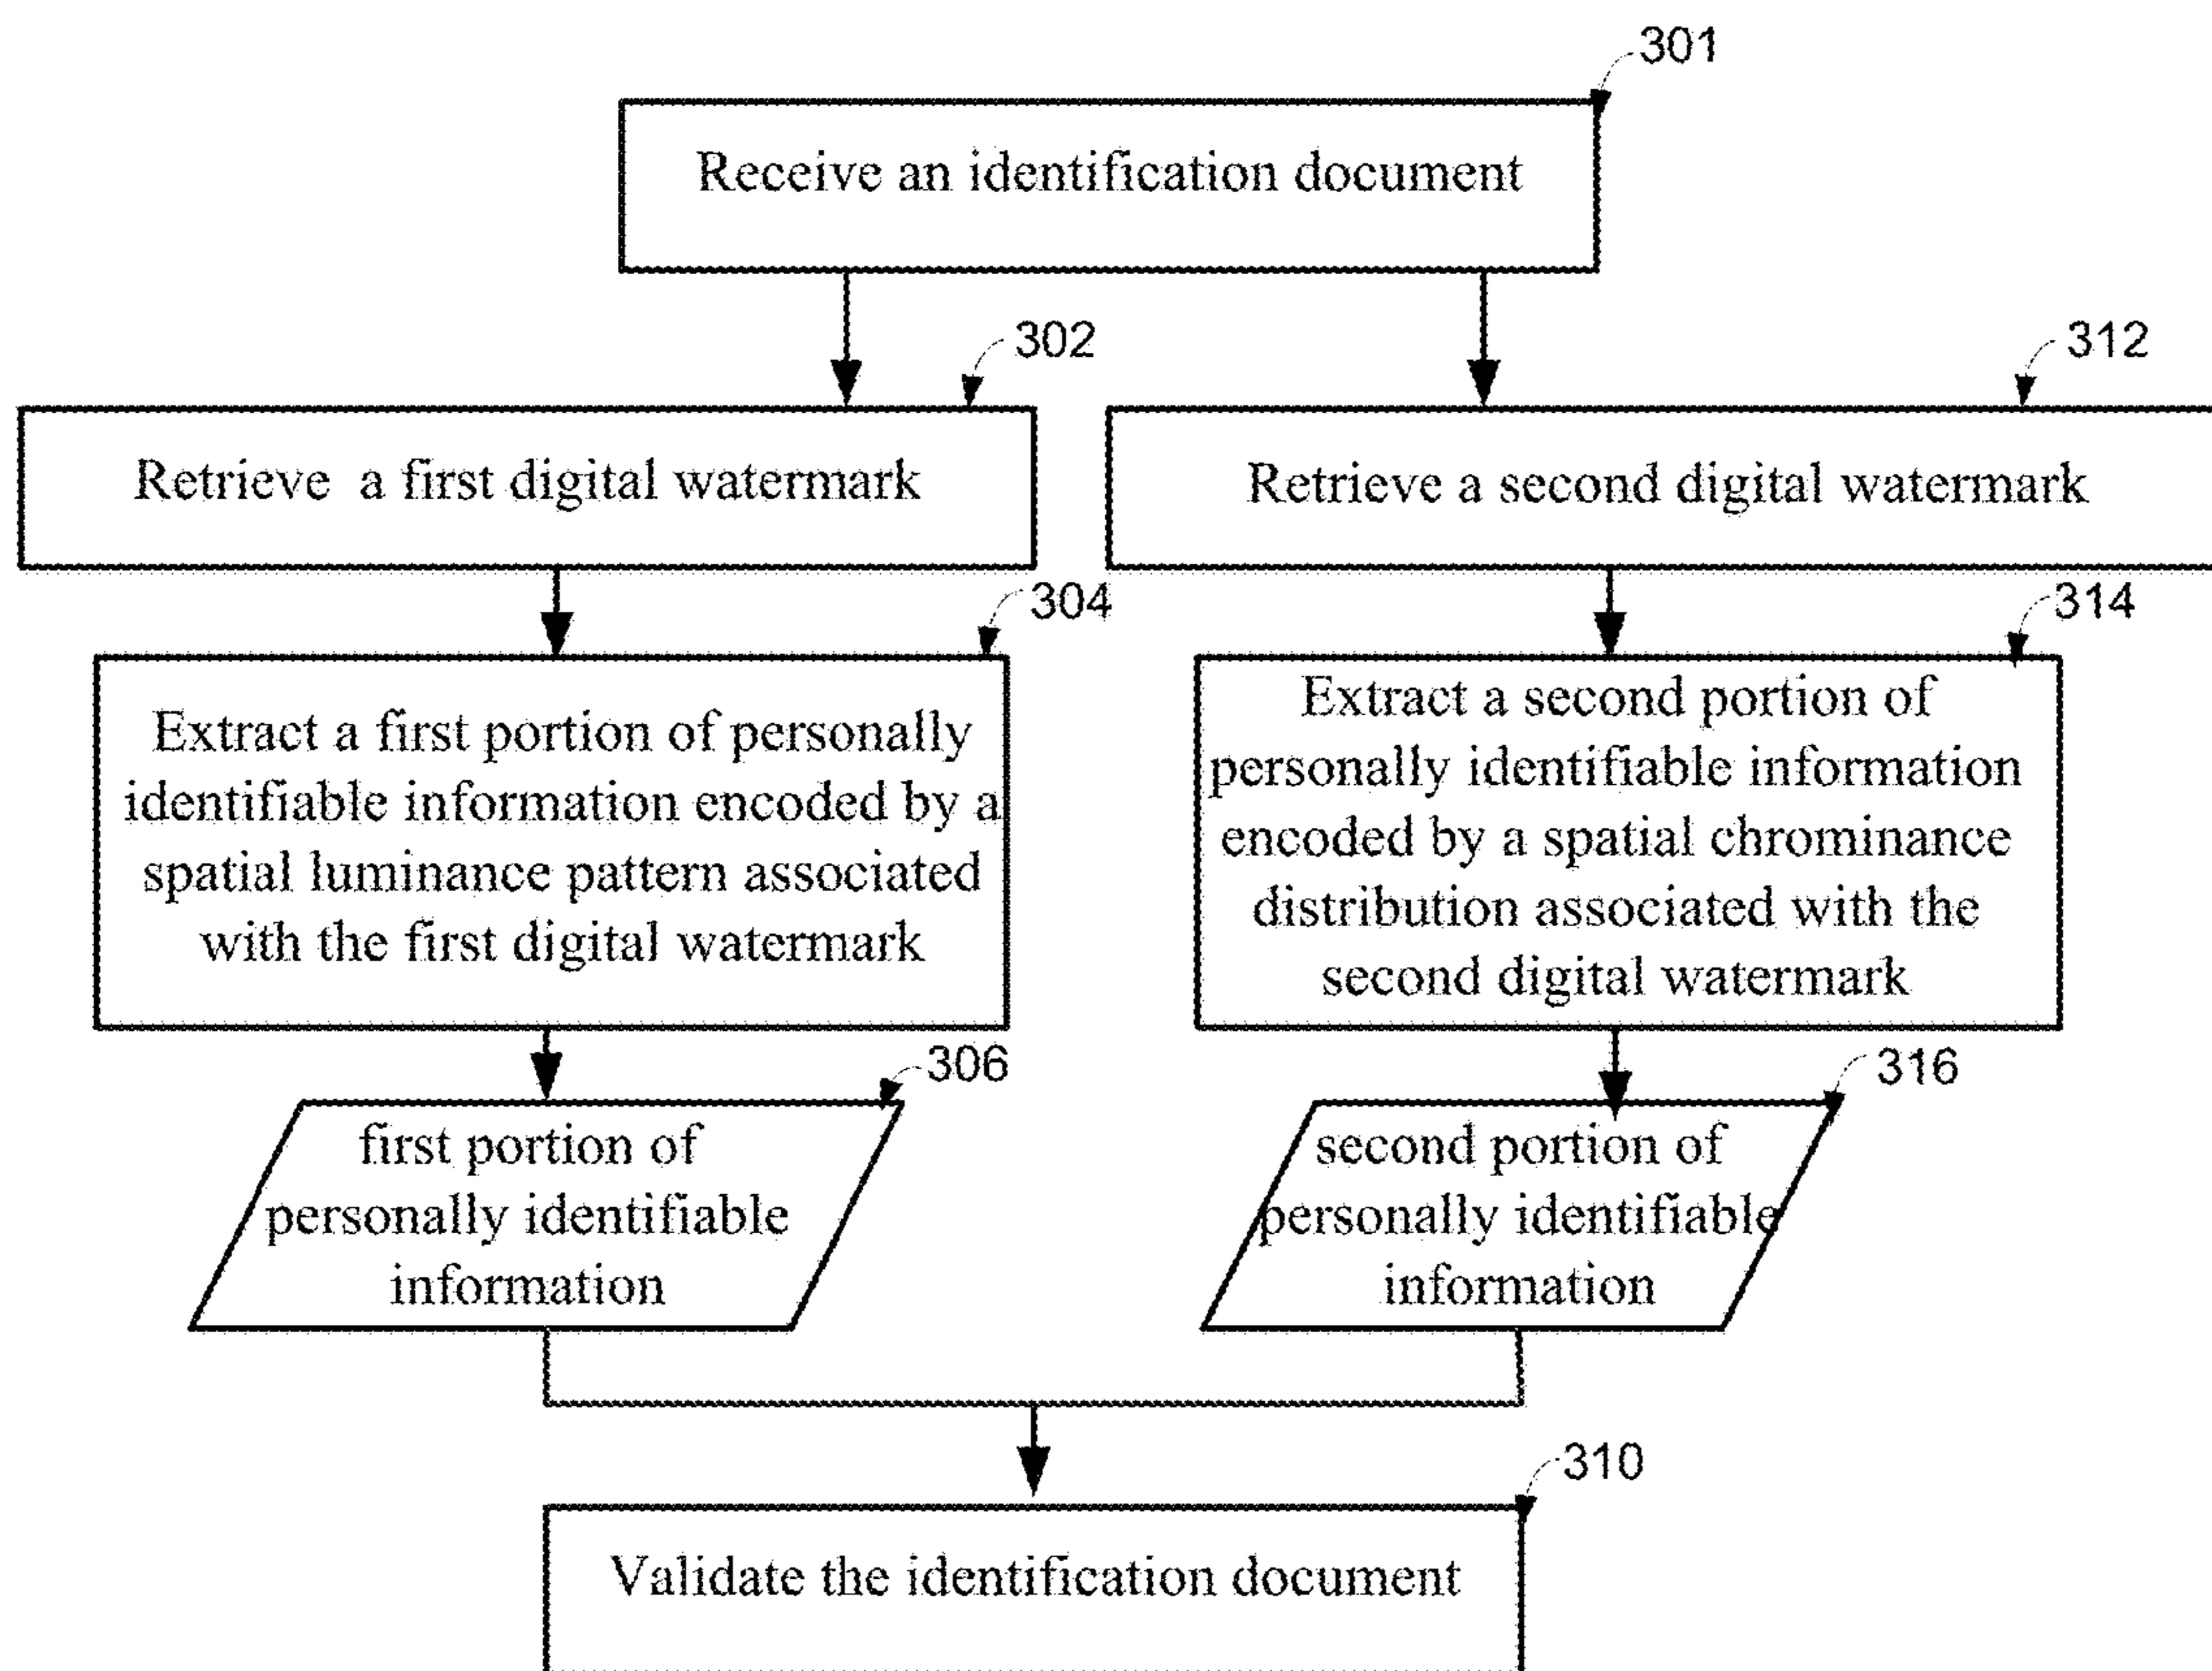 301
Receive an identification document
302
Retrieve a first digital watermark
312
Retrieve a second digital watermark
304
Extract a first portion of personally
identifiable information encoded by a
spatial luminance pattern associated
with the first digital watermark
314
Extract a second portion of
personally identifiable information
encoded by a spatial chrominance
distribution associated with the
second digital watermark
306
first portion of
personally identifiable
information
316
second portion of
personally identifiable
information
310
Validate the identification document